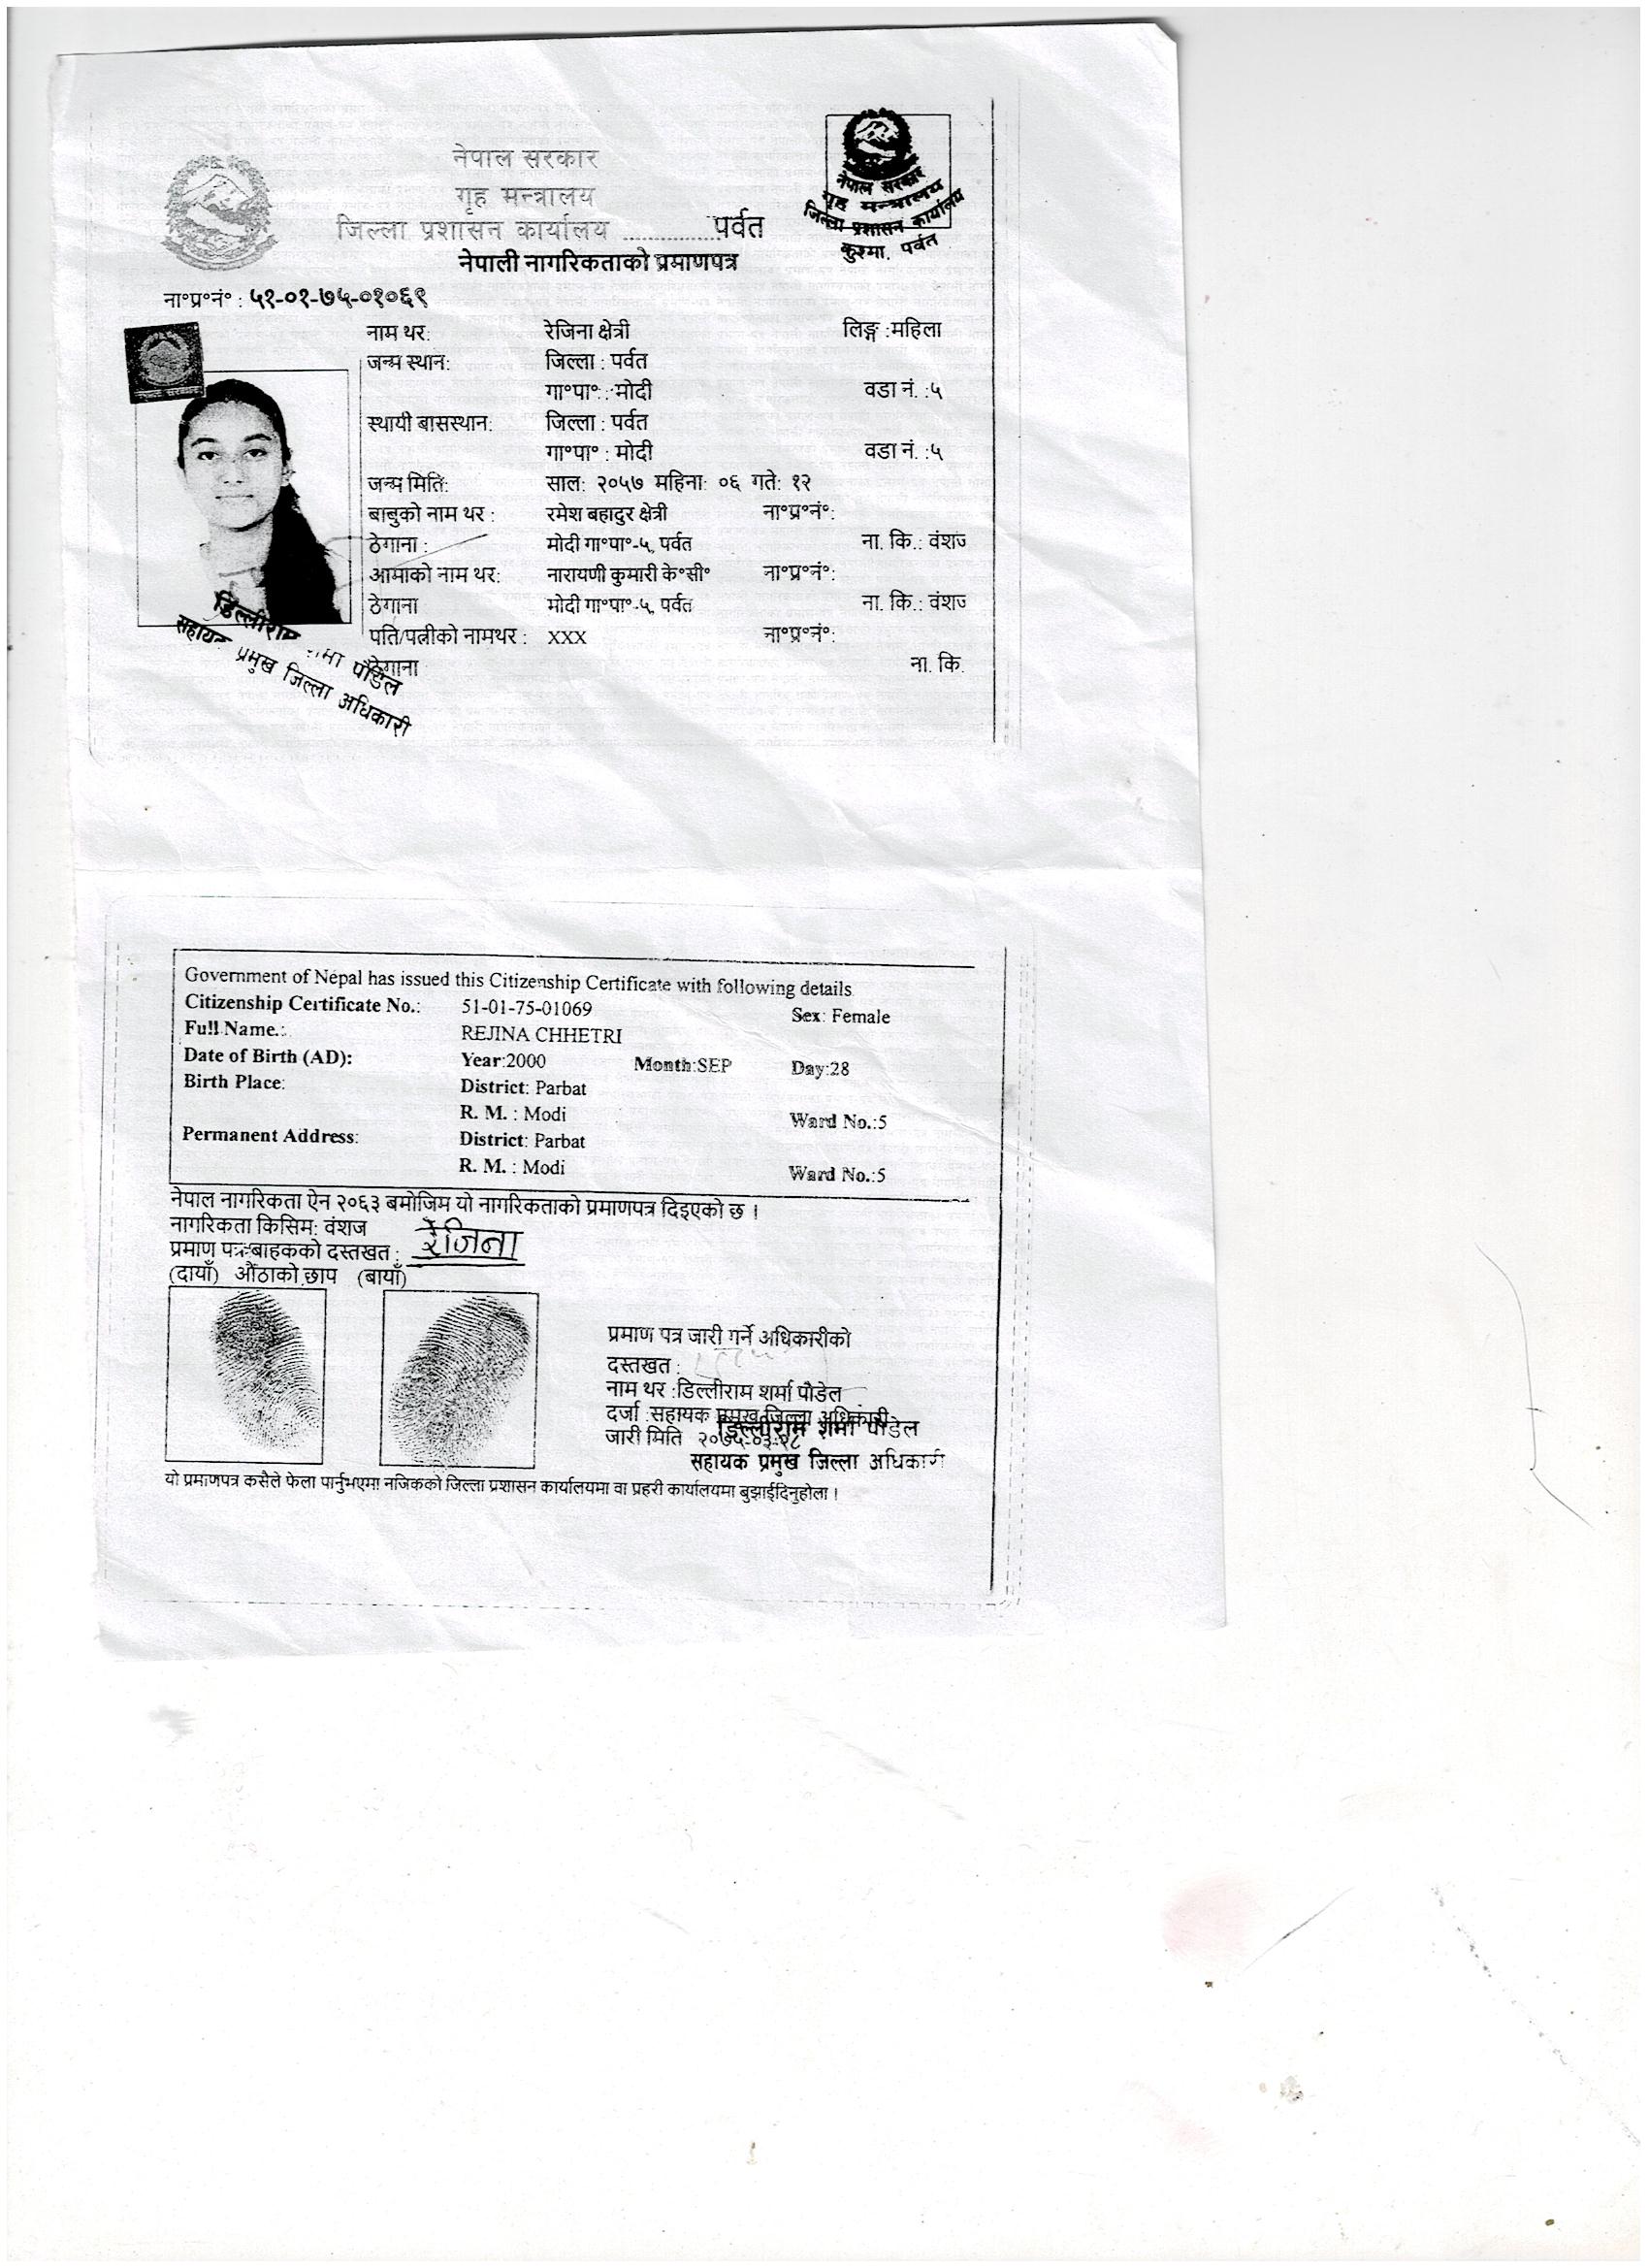 नेपाल सरकार
गृह मन्त्रालय
जिल्ला प्रशासन कार्यालय ..............पर्वत
नेपाली नागरिकताको प्रमाणपत्र
नेपाल सरकार
गृह मन्त्रालय
जिल्ला प्रशासन कार्यालय
कुश्मा, पर्वत
ना॰प्र॰नं॰ : ५१-०१-७५-०१०६९
नाम थर: रेजिना क्षेत्री लिङ्ग :महिला
जन्म स्थान: जिल्ला : पर्वत
गा॰पा॰ : मोदी वडा नं. :५
स्थायी बासस्थान: जिल्ला : पर्वत
गा॰पा॰ : मोदी वडा नं. :५
जन्म मिति: साल: २०५७ महिना: ०६ गते: १२
बाबुको नाम थर : रमेश बहादुर क्षेत्री ना॰प्र॰नं॰:
ठेगाना : मोदी गा॰पा॰-५, पर्वत ना. कि.: वंशज
आमाको नाम थर: नारायणी कुमारी के॰सी॰ ना॰प्र॰नं॰:
ठेगाना मोदी गा॰पा॰-५, पर्वत ना. कि.: वंशज
पति/पत्नीको नामथर : XXX ना॰प्र॰नं॰:
ठेगाना ना. कि.
डिल्लीराम पौडेल
सहायक प्रमुख जिल्ला अधिकारी
Government of Nepal has issued this Citizenship Certificate with following details
Citizenship Certificate No.: 51-01-75-01069 Sex: Female
Full Name.: REJINA CHHETRI
Date of Birth (AD): Year:2000 Month:SEP Day:28
Birth Place: District: Parbat
R. M. : Modi Ward No.:5
Permanent Address: District: Parbat
R. M. : Modi Ward No.:5
नेपाल नागरिकता ऐन २०६३ बमोजिम यो नागरिकताको प्रमाणपत्र दिइएको छ ।
नागरिकता किसिम: वंशज
प्रमाण पत्र बाहकको दस्तखत : रेजिना
(दायाँ) औंठाको छाप (बायाँ)
प्रमाण पत्र जारी गर्ने अधिकारीको
दस्तखत :
नाम थर :डिल्लीराम शर्मा पौडेल
दर्जा :सहायक प्रमुख जिल्ला अधिकारी
डिल्लीराम शर्मा पौडेल
जारी मिति
सहायक प्रमुख जिल्ला अधिकारी
यो प्रमाणपत्र कसैले फेला पार्नुभएमा नजिकको जिल्ला प्रशासन कार्यालयमा वा प्रहरी कार्यालयमा बुझाईदिनुहोला ।